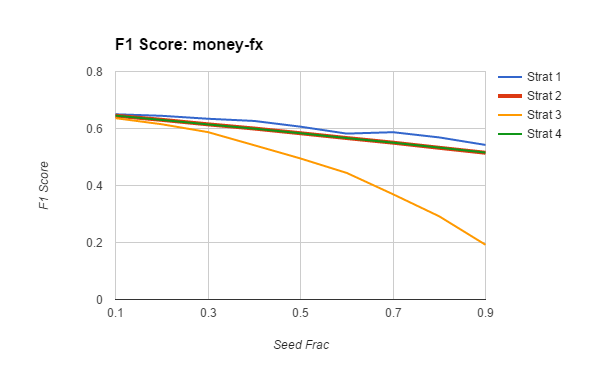 F1 Score: money-fx
0.8
0.6
0.4
0.2
0
F1 Score
0.1
0.3
0.5
0.7
0.9
Seed Frac
Strat 1
Strat 2
Strat 3
Strat 4